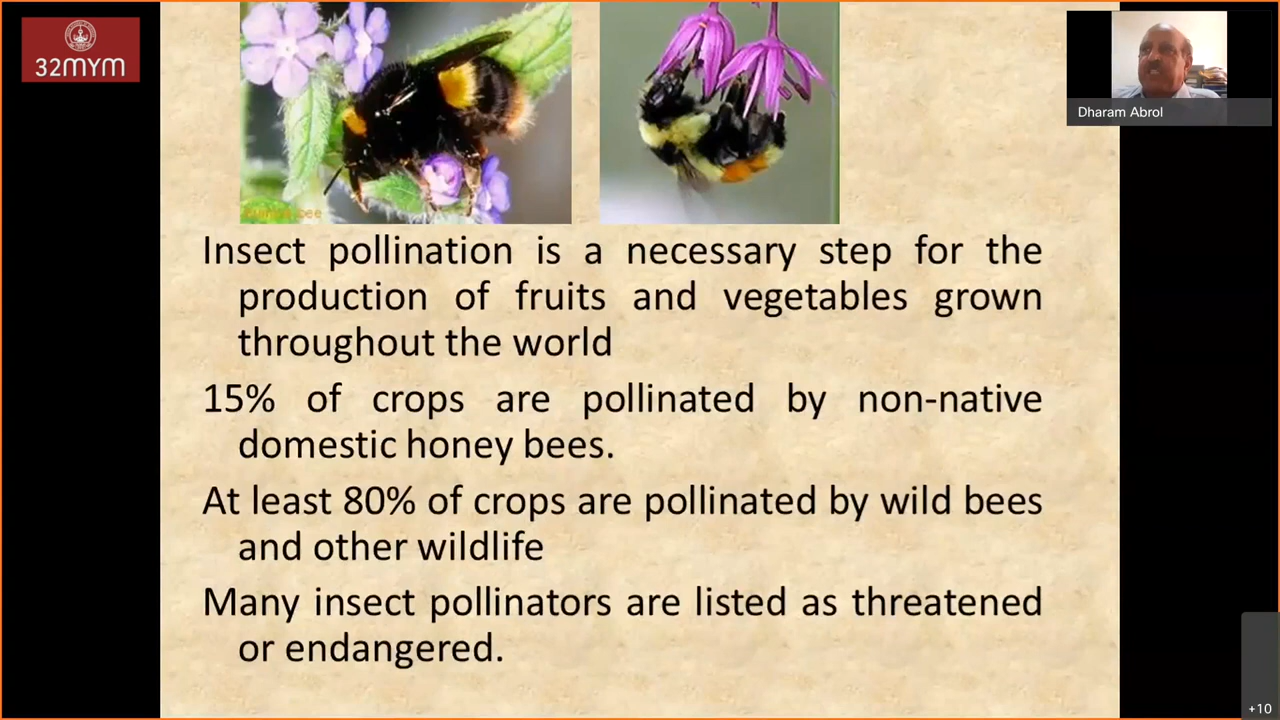 32MYM
Dharam Abrol
Insect pollination is a necessary step for the
production of fruits and vegetables grown
throughout the world
15% of crops are pollinated by non-native
domestic honey bees.
At least 80% of crops are pollinated by wild bees
and other wildlife
Many insect pollinators are listed as threatened
or endangered.
+10